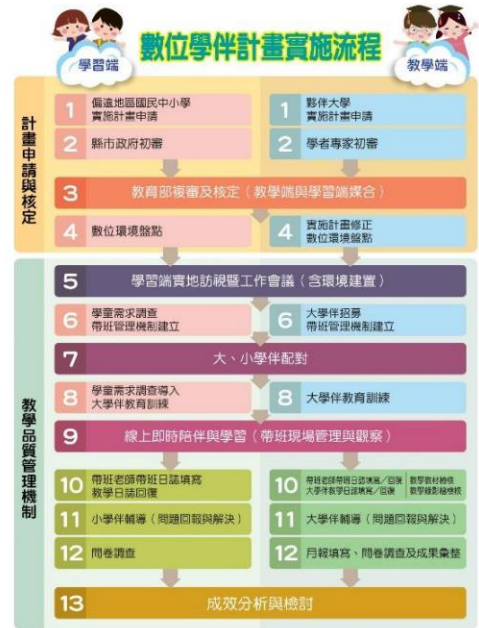 數位學伴計畫實施流程
學習端
教學端
計畫申請與核定
1 偏遠地區國民中小學
實施計畫申請
1 夥伴大學
實施計畫申請
2 縣市政府初審
2 學者專家初審
3 教育部複審及核定（教學端與學習端媒合）
4 數位環境盤點
4 實施計畫修正
數位環境盤點
教學品質管理機制
5 學習端實地訪視暨工作會議（含環境建置）
6 學童需求調查
帶班管理機制建立
6 大學伴招募
帶班管理機制建立
7 大、小學伴配對
8 學童需求調查導入
大學伴教育訓練
8 大學伴教育訓練
9 線上即時陪伴與學習（帶班現場管理與觀察）
10 帶班老師帶班日誌填寫
教學日誌回復
10 帶班老師帶班日誌填寫／回復 教學教材檢核
大學伴教學日誌填寫／回復 教學錄影檔檢核
11 小學伴輔導（問題回報與解決）
11 大學伴輔導（問題回報與解決）
12 問卷調查
12 月報填寫、問卷調查及成果彙整
13 成效分析與檢討